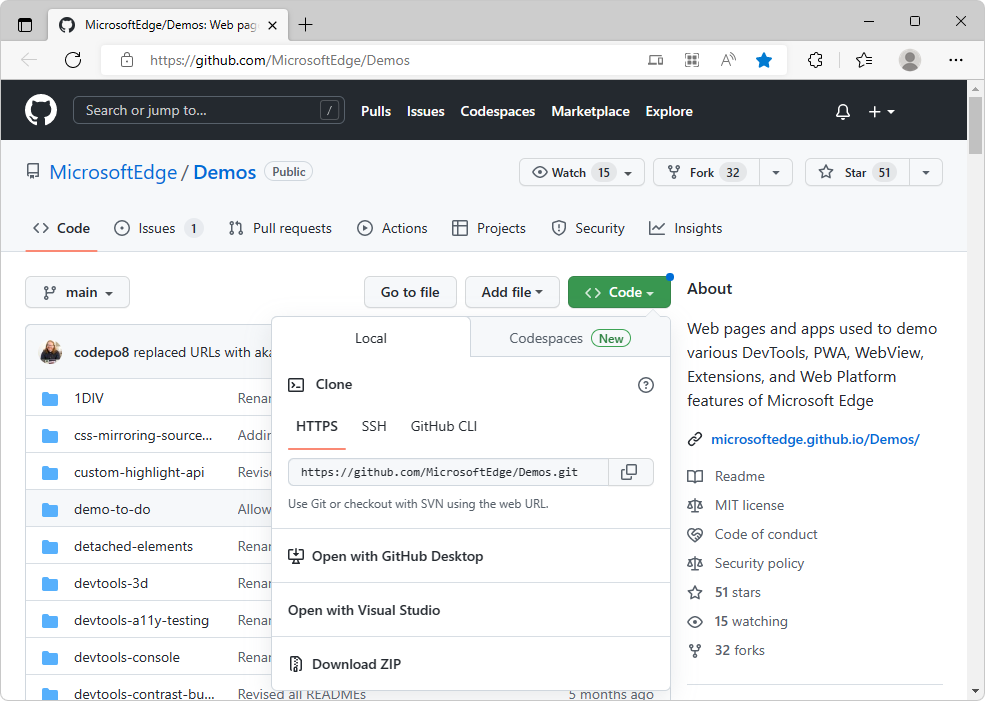 MicrosoftEdge/Demos: Web pag
https://github.com/MicrosoftEdge/Demos
Search or jump to... / Pulls Issues Codespaces Marketplace Explore
MicrosoftEdge / Demos Public Watch 15 Fork 32 Star 51
Code Issues 1 Pull requests Actions Projects Security Insights
main Go to file Add file Code About
Web pages and apps used to demo
various DevTools, PWA, WebView,
Extensions, and Web Platform
features of Microsoft Edge
microsoftedge.github.io/Demos/
Readme
MIT license
Code of conduct
Security policy
51 stars
15 watching
32 forks
Local Codespaces New
Clone
HTTPS SSH GitHub CLI
https://github.com/MicrosoftEdge/Demos.git
Use Git or checkout with SVN using the web URL.
Open with GitHub Desktop
Open with Visual Studio
Download ZIP
codepo8 replaced URLs with aka
1DIV Renar
css-mirroring-source... Addin
custom-highlight-api Revise
demo-to-do Allow
detached-elements Renar
devtools-3d Renar
devtools-a11y-testing Renar
devtools-console Renar
devtools-contrast-bu... Revised all READMEs 5 months ago